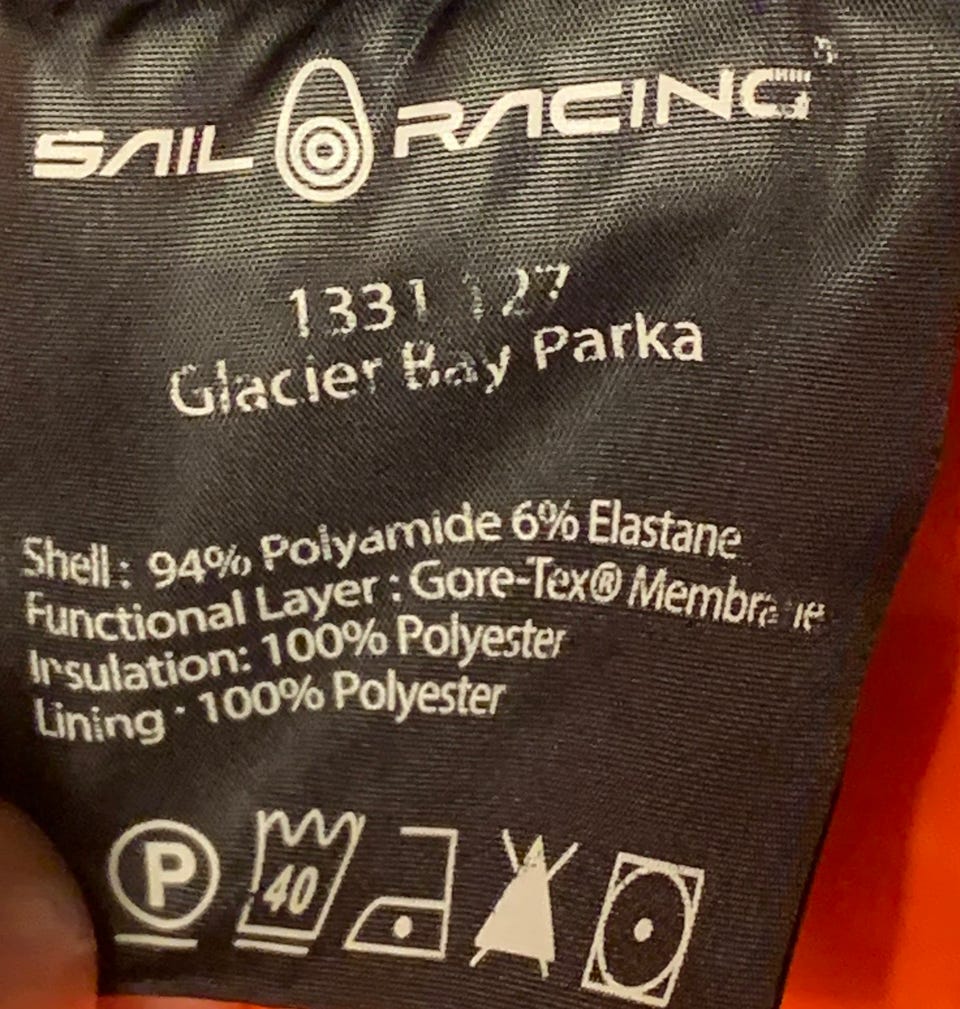 SAIL RACING
1331 127
Glacier Bay Parka
Shell : 94% Polyamide 6% Elastane
Functional Layer : Gore-Tex® Membrane
Insulation: 100% Polyester
Lining : 100% Polyester
P 40